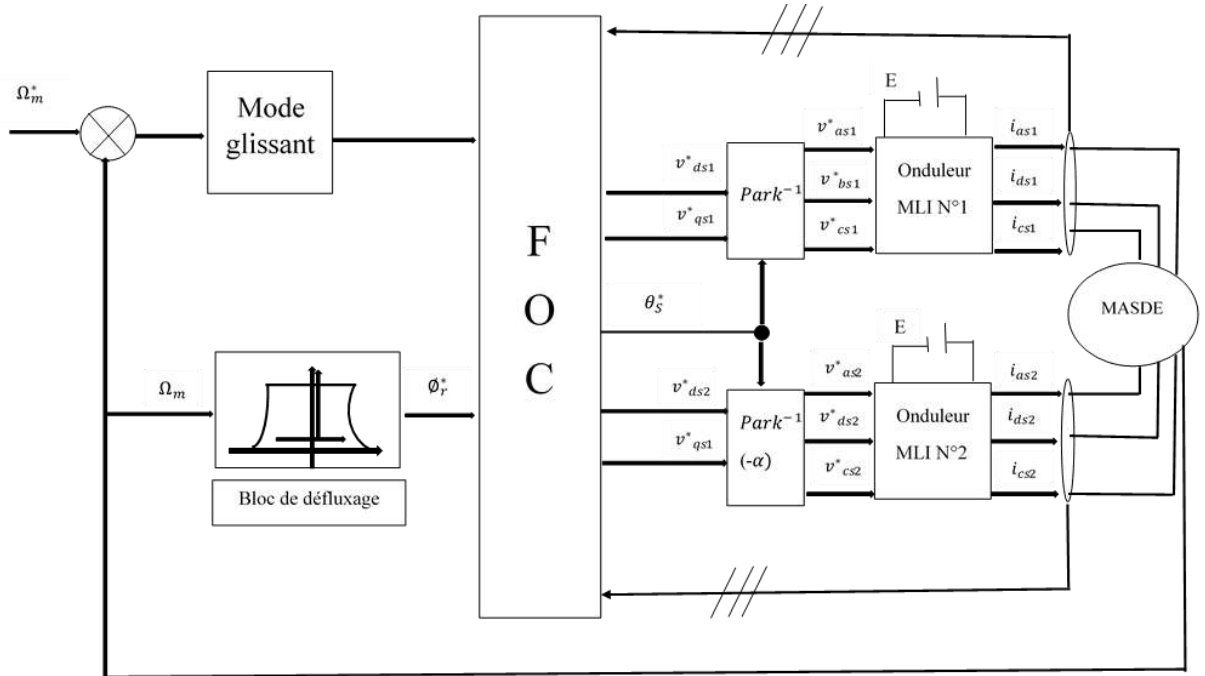 Ω*m
Mode
glissant
F
O
C
v*ds1
v*qs1
θ*S
v*ds2
v*qs1
Park⁻¹
v*as1
v*bs1
v*cs1
E
Onduleur
MLI N°1
ias1
ids1
ics1
MASDE
Ωm
Ø*r
Bloc de défluxage
Park⁻¹
(-α)
v*as2
v*ds2
v*cs2
E
Onduleur
MLI N°2
ias2
ids2
ics2